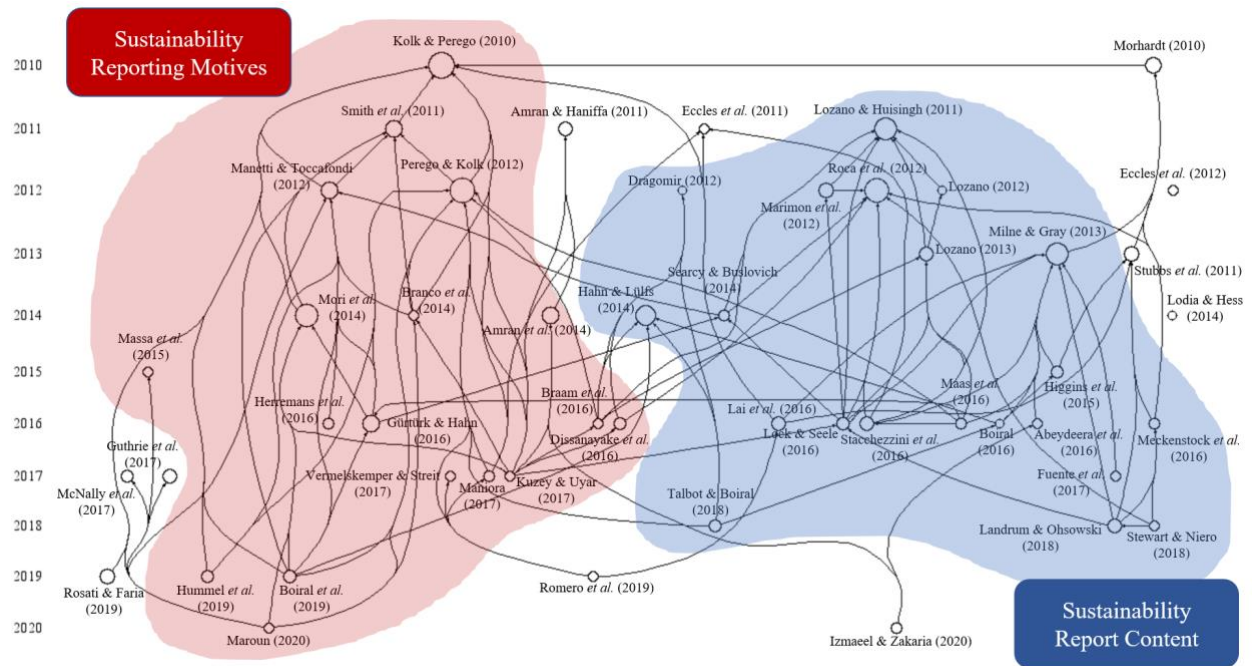 Sustainability
Reporting Motives
Kolk & Perego (2010)
Morhardt (2010)
2010
Smith et al. (2011)
Amran & Haniffa (2011)
Eccles et al. (2011)
Lozano & Huisingh (2011)
2011
Manetti & Toccafondi
(2012)
Perego & Kolk (2012)
Dragomir (2012)
Roca et al. (2012)
Marimon et al.
(2012)
Lozano (2012)
Eccles et al. (2012)
2012
Milne & Gray (2013)
Lozano (2013)
Stubbs et al. (2011)
2013
Mori et al.
(2014)
Branco et al.
(2014)
Amran et al. (2014)
Hahn & Lülfs
(2014)
Searcy & Buslovich
(2014)
Lodia & Hess
(2014)
2014
Massa et al.
(2015)
Higgins et al.
(2015)
2015
Herremans et al.
(2016)
Gürtürk & Hahn
(2016)
Braam et al.
(2016)
Dissanayake et al.
(2016)
Lai et al. (2016)
Lock & Seele
(2016)
Stacchezzini et al.
(2016)
Maas et al.
(2016)
Boiral
(2016)
Abeydeera et al.
(2016)
Meckenstock et al.
(2016)
2016
Guthrie et al.
(2017)
McNally et al.
(2017)
Vermelskemper & Streit
(2017)
Maniora
(2017)
Kuzey & Uyar
(2017)
Fuente et al.
(2017)
2017
Talbot & Boiral
(2018)
Landrum & Ohsowski
(2018)
Stewart & Niero
(2018)
2018
2019
Rosati & Faria
(2019)
Hummel et al.
(2019)
Boiral et al.
(2019)
Romero et al. (2019)
2020
Maroun (2020)
Izmaeel & Zakaria (2020)
Sustainability
Report Content